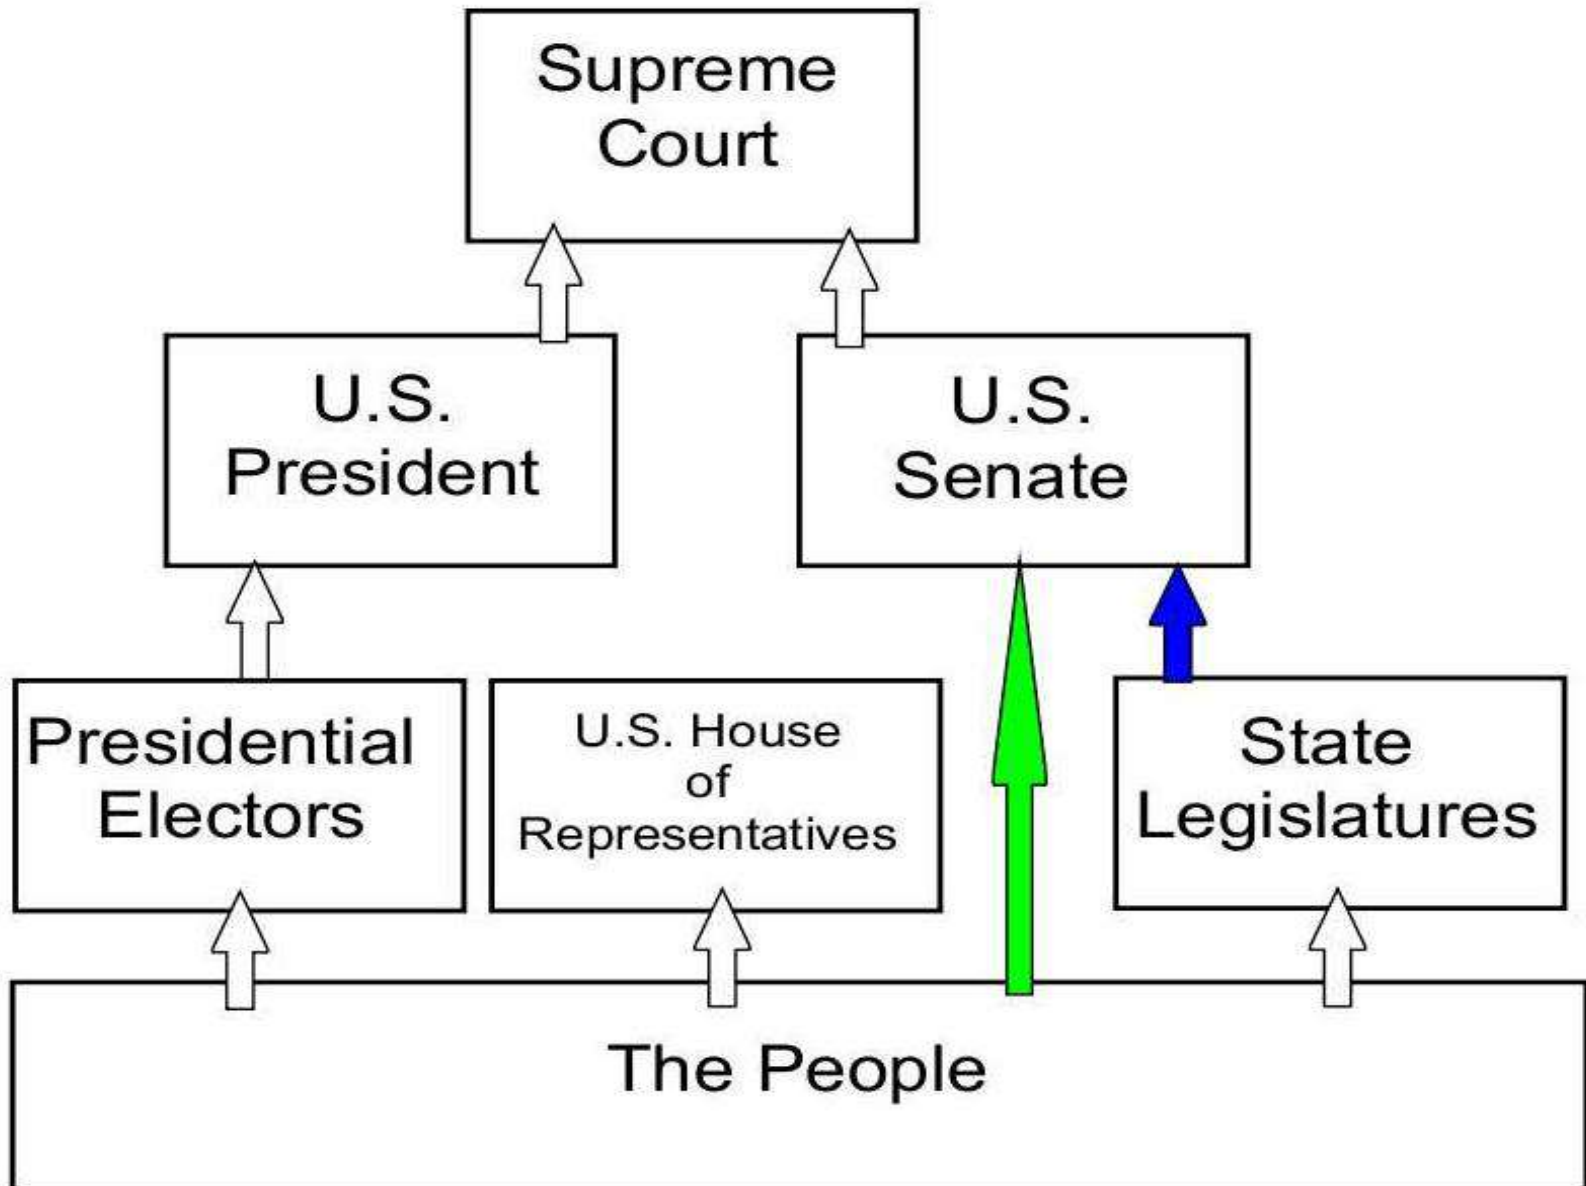 Supreme
Court
U.S.
President
U.S.
Senate
Presidential
Electors
U.S. House
of
Representatives
State
Legislatures
The People